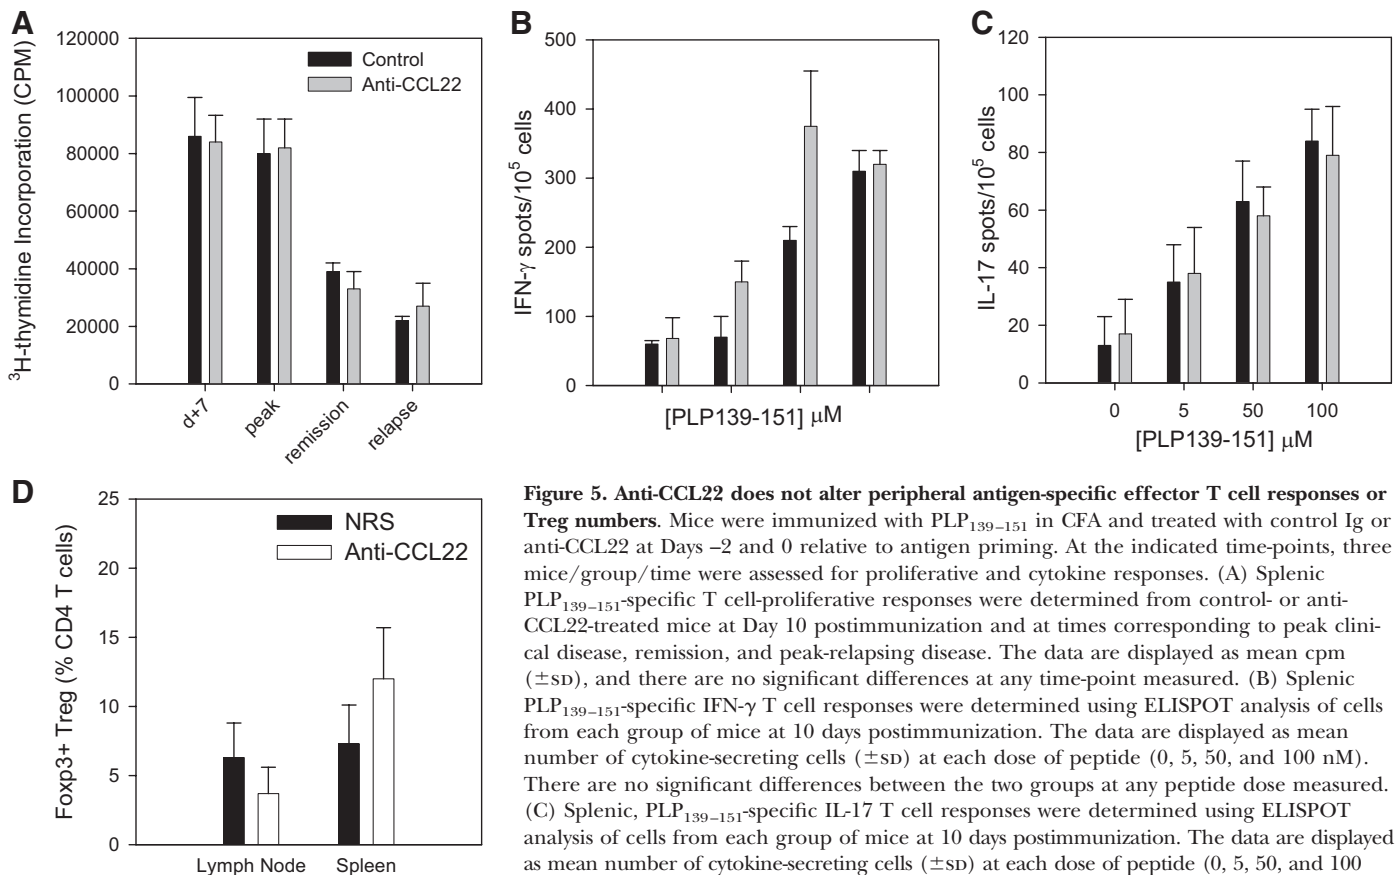 A
120000
100000
80000
60000
40000
20000
0
³H-thymidine Incorporation (CPM)
Control
Anti-CCL22
d+7
peak
remission
relapse
B
500
400
300
200
100
0
IFN-γ spots/10⁵ cells
[PLP139-151] μM
C
120
100
80
60
40
20
0
IL-17 spots/10⁵ cells
0 5 50 100
[PLP139-151] μM
D
25
20
15
10
5
0
Foxp3+ Treg (% CD4 T cells)
NRS
Anti-CCL22
Lymph Node Spleen
Figure 5. Anti-CCL22 does not alter peripheral antigen-specific effector T cell responses or
Treg numbers. Mice were immunized with PLP₁₃₉₋₁₅₁ in CFA and treated with control Ig or
anti-CCL22 at Days –2 and 0 relative to antigen priming. At the indicated time-points, three
mice/group/time were assessed for proliferative and cytokine responses. (A) Splenic
PLP₁₃₉₋₁₅₁-specific T cell-proliferative responses were determined from control- or anti-
CCL22-treated mice at Day 10 postimmunization and at times corresponding to peak clini-
cal disease, remission, and peak-relapsing disease. The data are displayed as mean cpm
(±SD), and there are no significant differences at any time-point measured. (B) Splenic
PLP₁₃₉₋₁₅₁-specific IFN-γ T cell responses were determined using ELISPOT analysis of cells
from each group of mice at 10 days postimmunization. The data are displayed as mean
number of cytokine-secreting cells (±SD) at each dose of peptide (0, 5, 50, and 100 nM).
There are no significant differences between the two groups at any peptide dose measured.
(C) Splenic, PLP₁₃₉₋₁₅₁-specific IL-17 T cell responses were determined using ELISPOT
analysis of cells from each group of mice at 10 days postimmunization. The data are displayed
as mean number of cytokine-secreting cells (±SD) at each dose of peptide (0, 5, 50, and 100